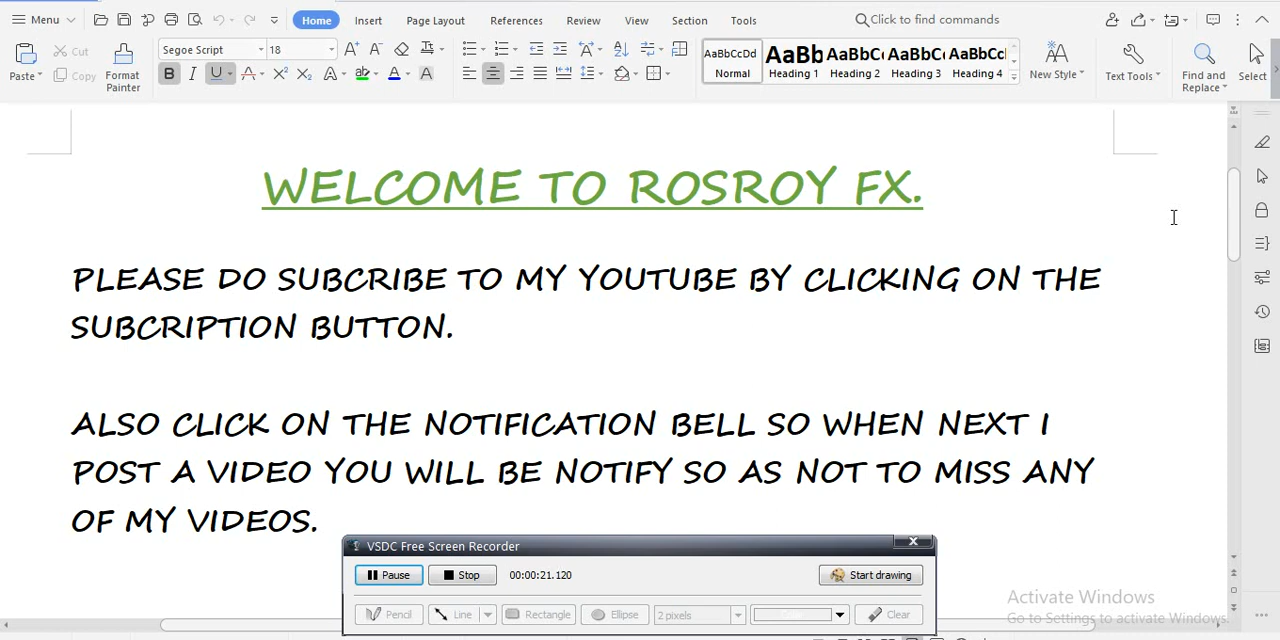 Menu Home Insert Page Layout References Review View Section Tools Click to find commands
Cut Segoe Script 18 AaBbCcDd AaBb AaBbC AaBbCc AaBbCc
Paste Copy Format Painter B I U A X² X₂ A ab A A Normal Heading 1 Heading 2 Heading 3 Heading 4 New Style Text Tools Find and Replace Select
WELCOME TO ROSROY FX.
PLEASE DO SUBCRIBE TO MY YOUTUBE BY CLICKING ON THE
SUBCRIPTION BUTTON.
ALSO CLICK ON THE NOTIFICATION BELL SO WHEN NEXT I
POST A VIDEO YOU WILL BE NOTIFY SO AS NOT TO MISS ANY
OF MY VIDEOS.
VSDC Free Screen Recorder
Pause Stop 00:00:21.120 Start drawing
Pencil Line Rectangle Ellipse 2 pixels Clear
Activate Windows
Go to Settings to activate Windows.